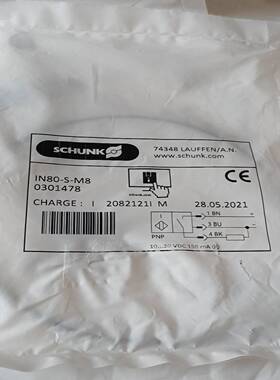 SCHUNK
74348 LAUFFEN/A.N.
www.schunk.com
IN80-S-M8
0301478
CE
CHARGE : I 2082121I M 28.05.2021
1 BN +
3 BU -
4 BK
PNP